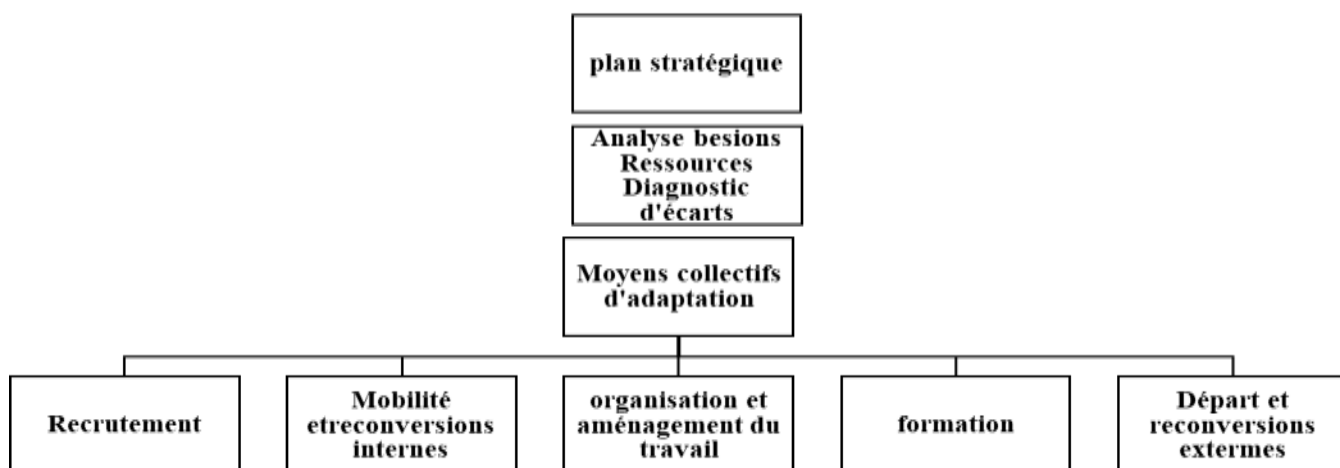 plan stratégique
Analyse besions
Ressources
Diagnostic
d'écarts
Moyens collectifs
d'adaptation
Recrutement
Mobilité
etreconversions
internes
organisation et
aménagement du
travail
formation
Départ et
reconversions
extermes